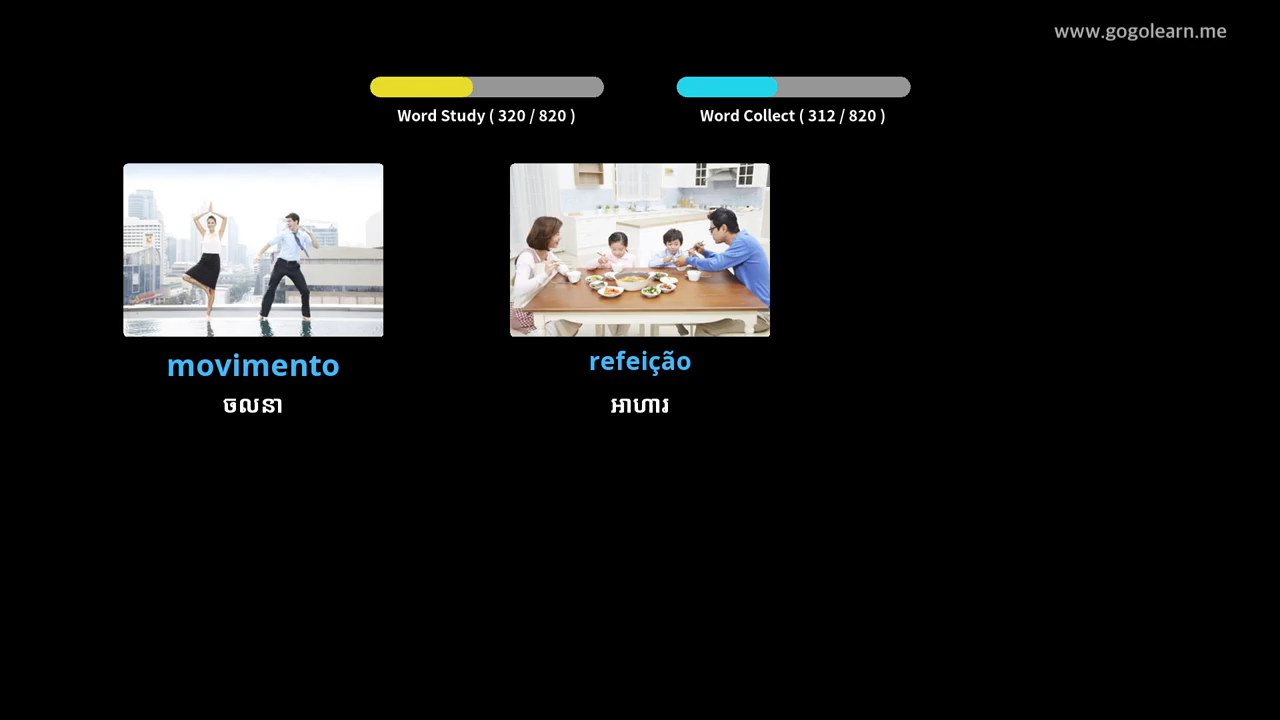 www.gogolearn.me
Word Study ( 320 / 820 )
Word Collect ( 312 / 820 )
movimento
ចលនា
refeição
អាហារ